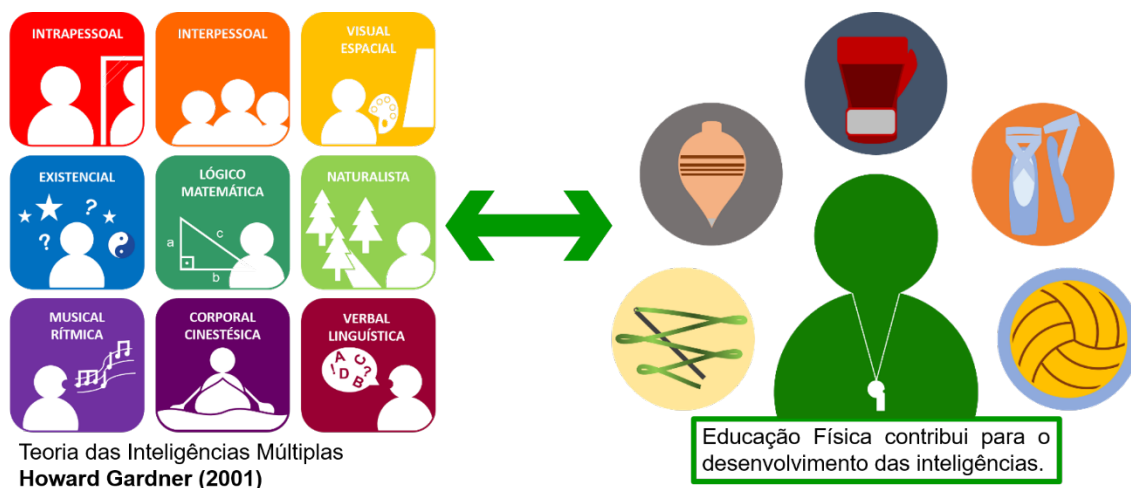 INTRAPESSOAL
INTERPESSOAL
VISUAL
ESPACIAL
EXISTENCIAL
? ?
LÓGICO
MATEMÁTICA
a c
b
NATURALISTA
MUSICAL
RÍTMICA
CORPORAL
CINESTÉSICA
VERBAL
LINGUÍSTICA
A C
! D ?
B
Teoria das Inteligências Múltiplas
Howard Gardner (2001)
Educação Física contribui para o
desenvolvimento das inteligências.